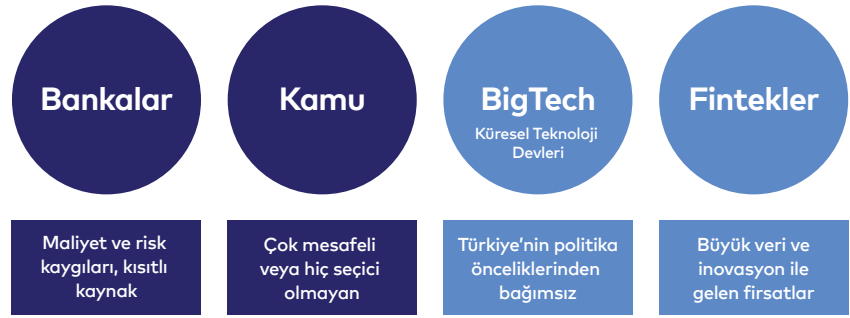 Bankalar
Kamu
BigTech
Küresel Teknoloji
Devleri
Fintekler
Maliyet ve risk
kaygıları, kısıtlı
kaynak
Çok mesafeli
veya hiç seçici
olmayan
Türkiye'nin politika
önceliklerinden
bağımsız
Büyük veri ve
inovasyon ile
gelen firsatlar